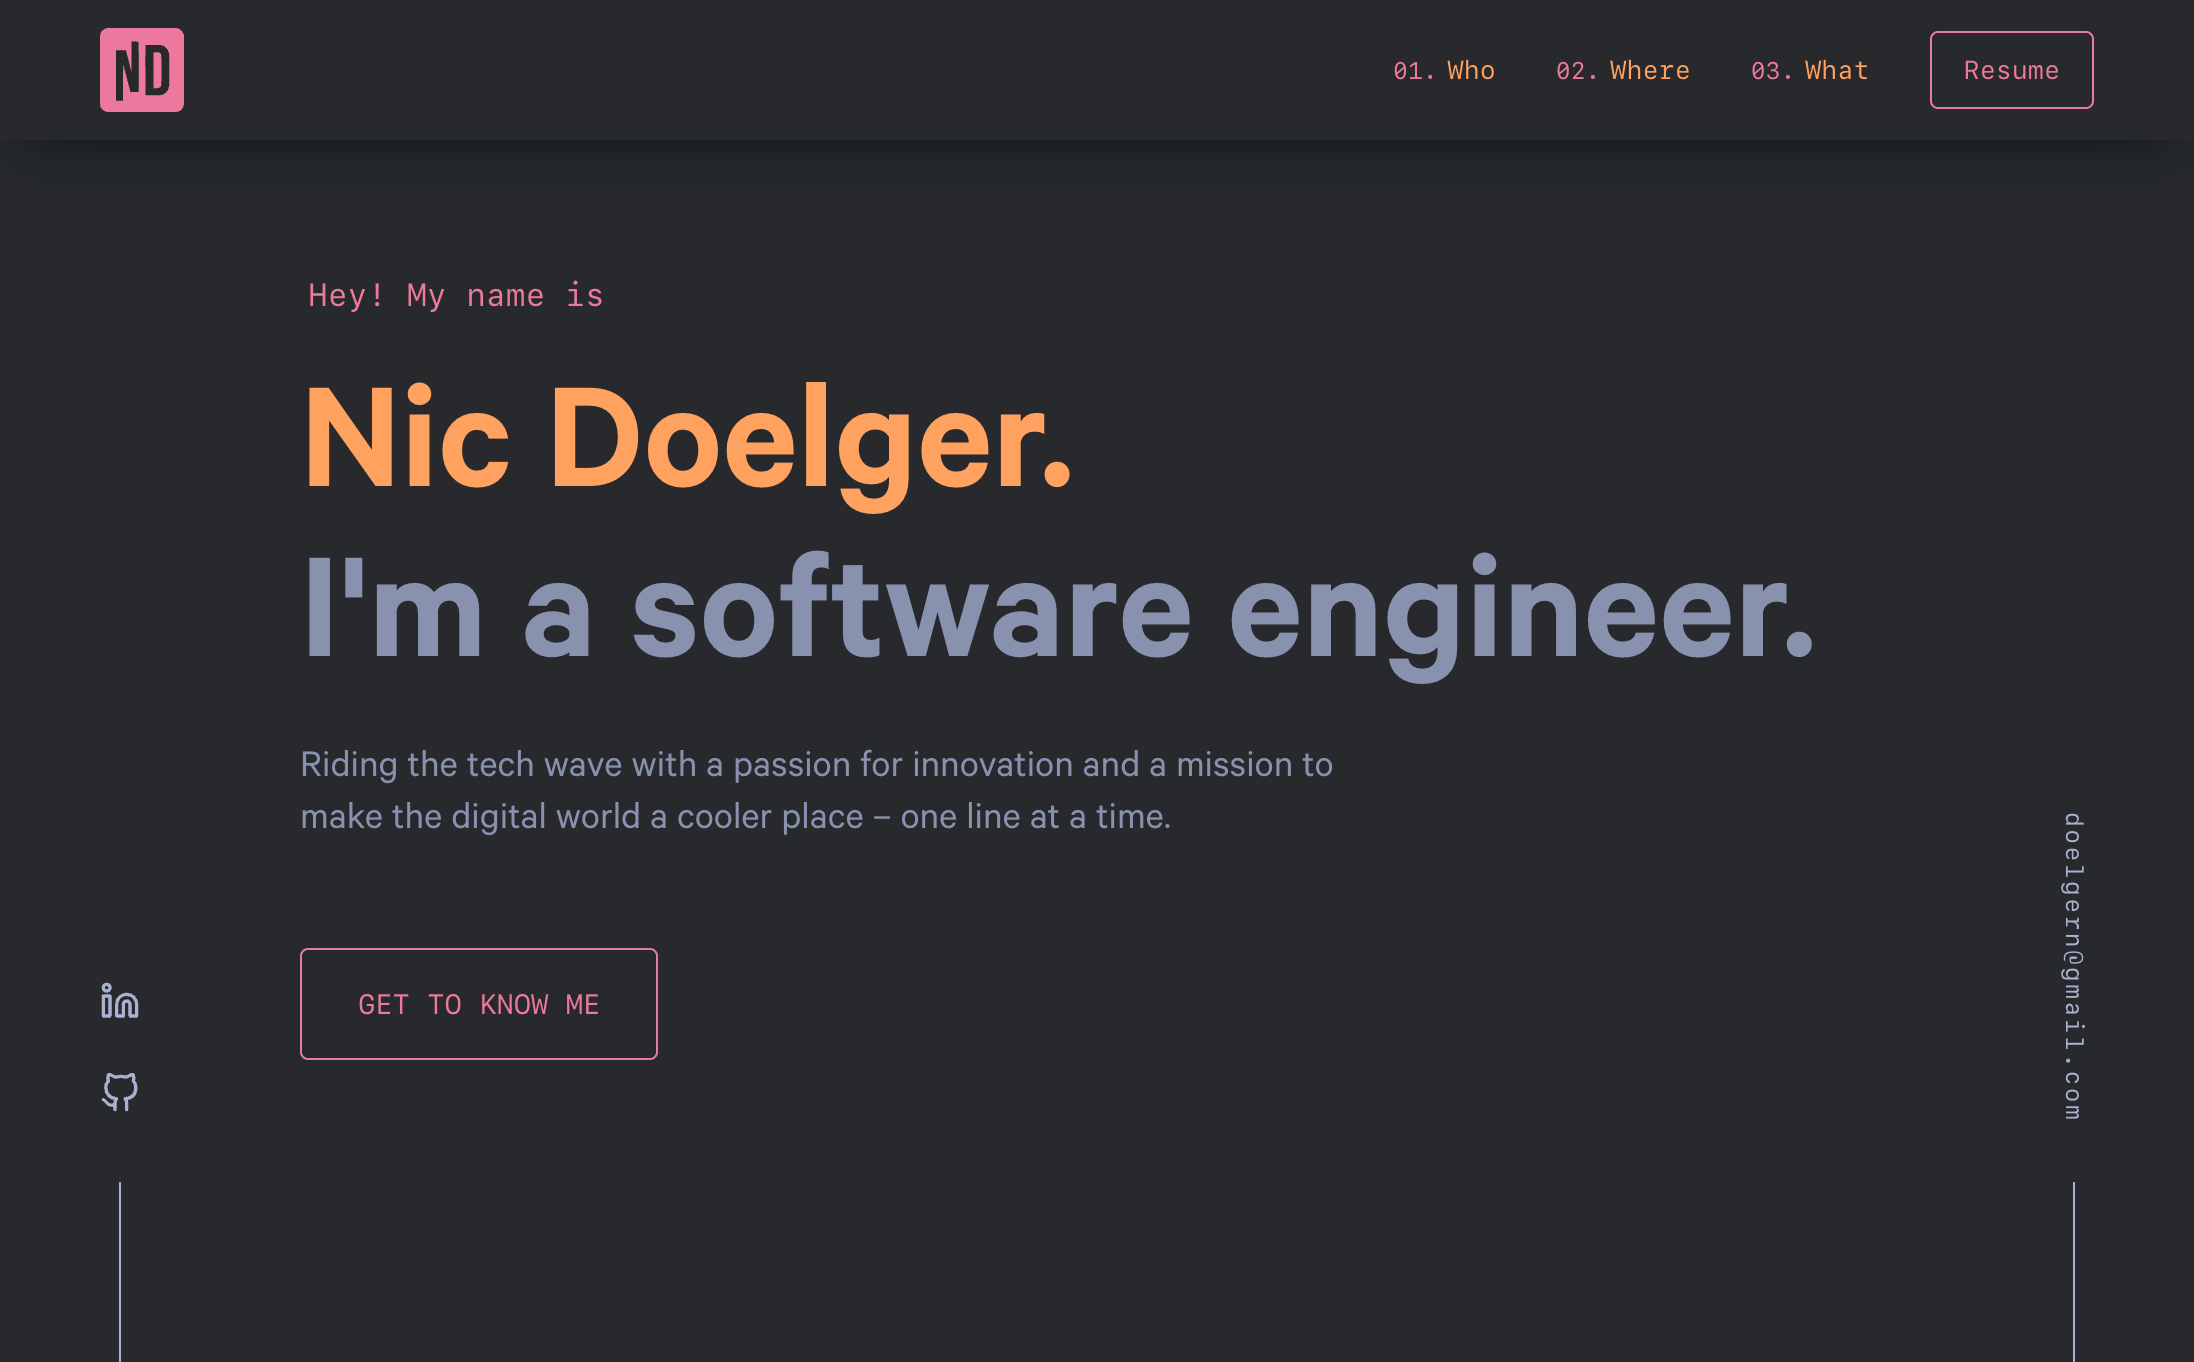 ND
01. Who
02. Where
03. What
Resume
Hey! My name is
Nic Doelger.
I'm a software engineer.
Riding the tech wave with a passion for innovation and a mission to
make the digital world a cooler place – one line at a time.
GET TO KNOW ME
in
doelgern@gmail.com